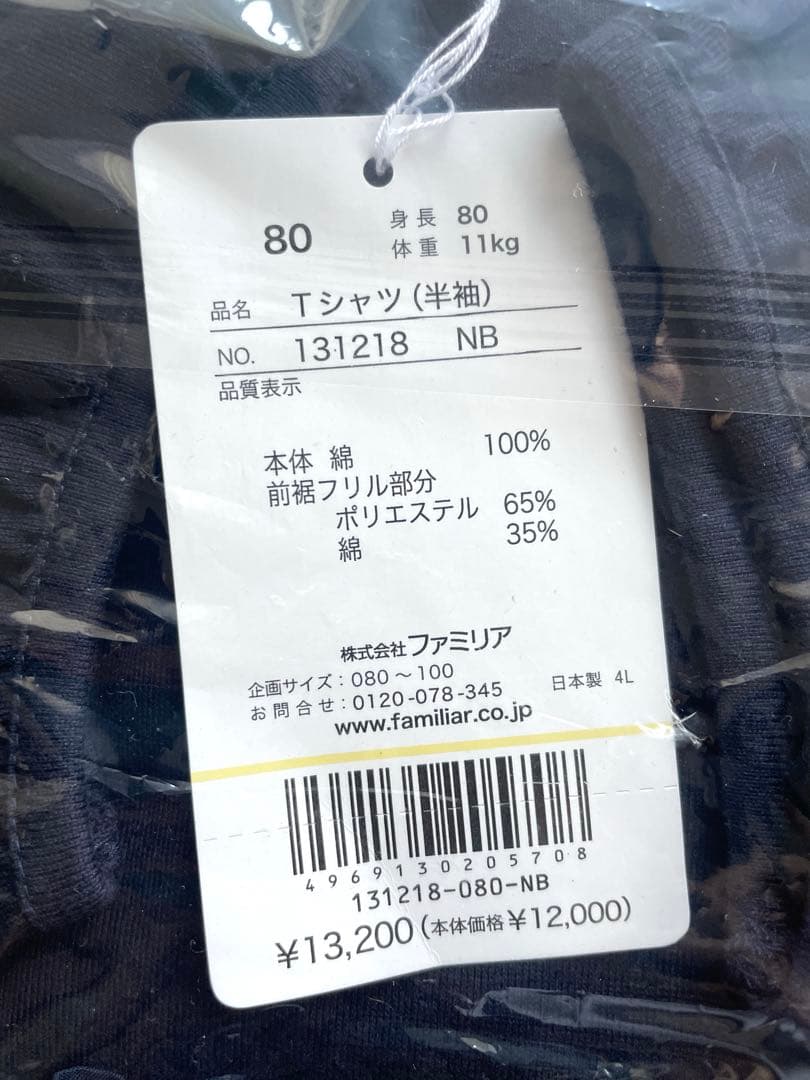 80
身長 80
体重 11kg
品名 Tシャツ(半袖)
NO. 131218 NB
品質表示
本体 綿 100%
前裾フリル部分
ポリエステル 65%
綿 35%
株式会社ファミリア
企画サイズ:080〜100
お問合せ:0120-078-345 日本製 4L
www.familiar.co.jp
4969130205708
131218-080-NB
¥13,200(本体価格¥12,000)